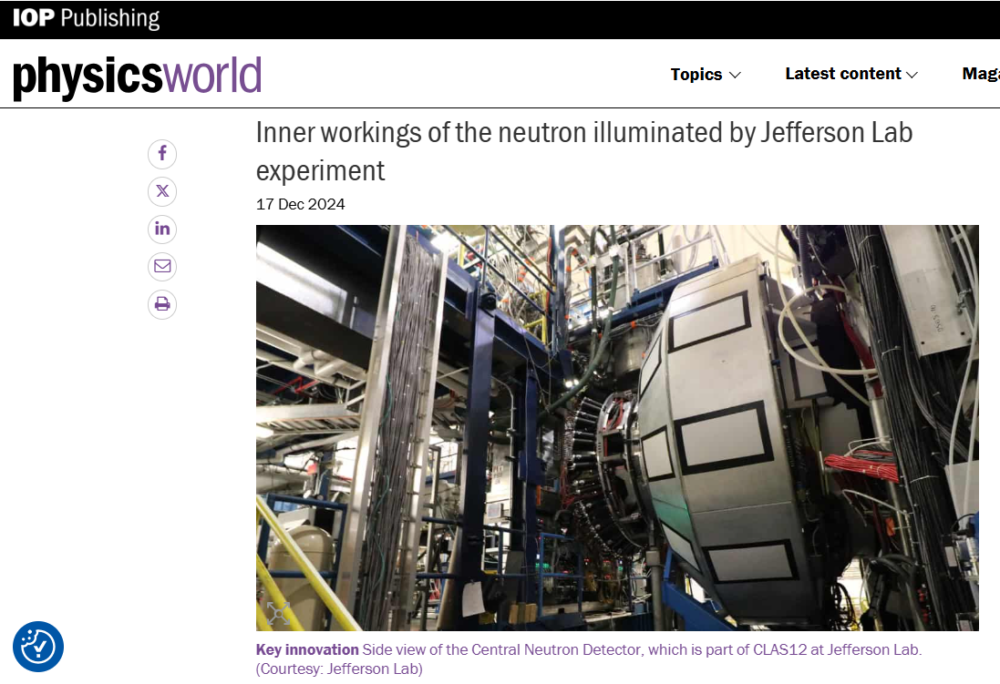 IOP Publishing
physicsworld
Topics
Latest content
Maga
Inner workings of the neutron illuminated by Jefferson Lab
experiment
17 Dec 2024
Key innovation Side view of the Central Neutron Detector, which is part of CLAS12 at Jefferson Lab.
(Courtesy: Jefferson Lab)